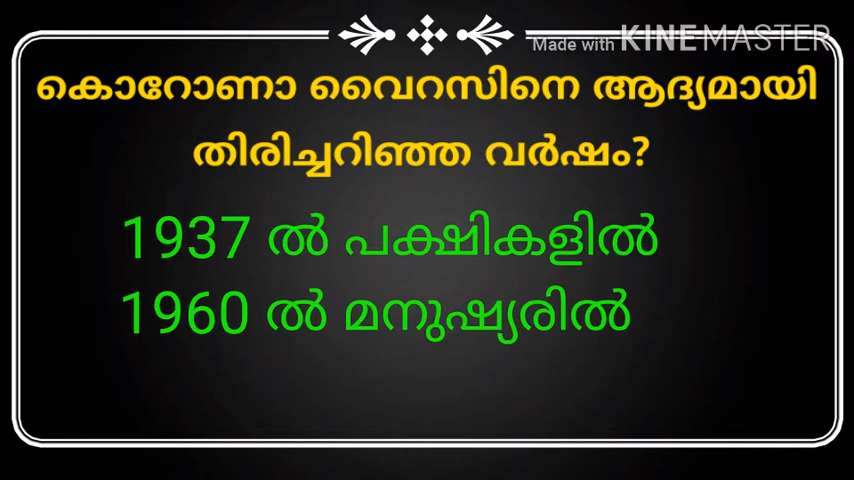 Made with KINEMASTER
കൊറോണാ വൈറസിനെ ആദ്യമായി
തിരിച്ചറിഞ്ഞ വർഷം?
1937 ൽ പക്ഷികളിൽ
1960 ൽ മനുഷ്യരിൽ